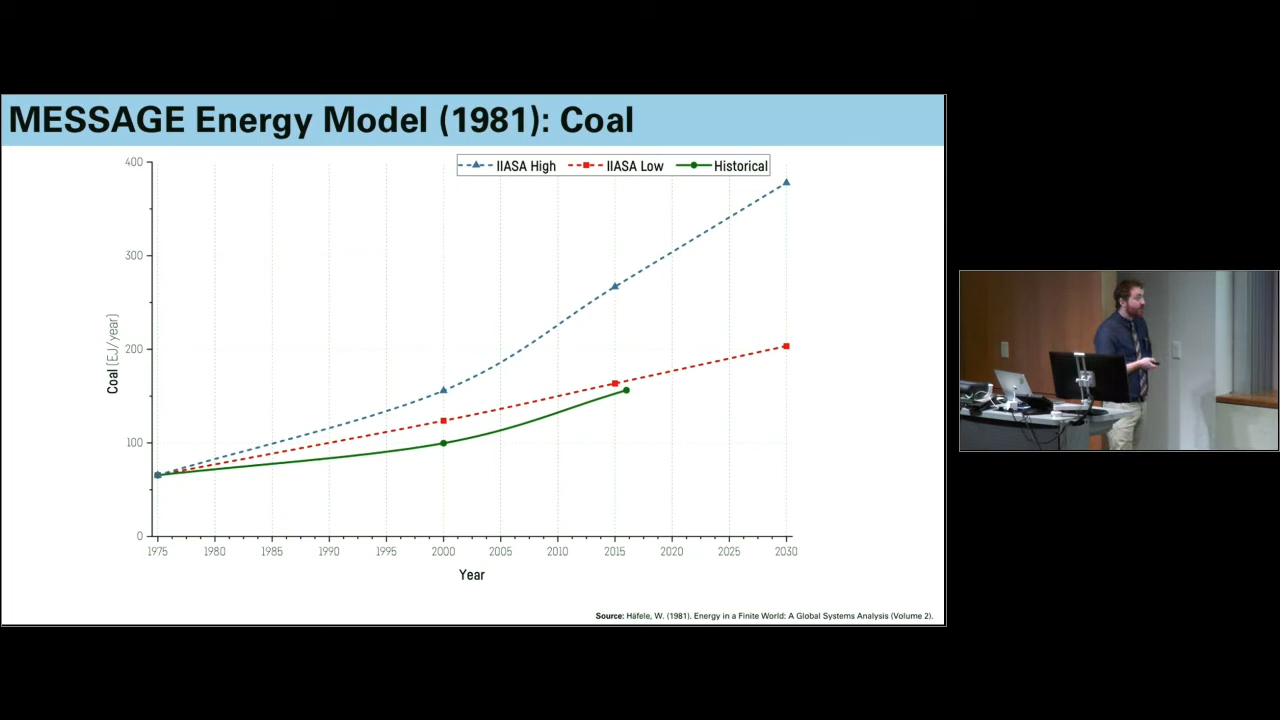 MESSAGE Energy Model (1981): Coal
IIASA High IIASA Low Historical
400
300
200
100
0
Coal (EJ/year)
1975 1980 1985 1990 1995 2000 2005 2010 2015 2020 2025 2030
Year
Source: Häfele, W. (1981). Energy in a Finite World: A Global Systems Analysis (Volume 2).